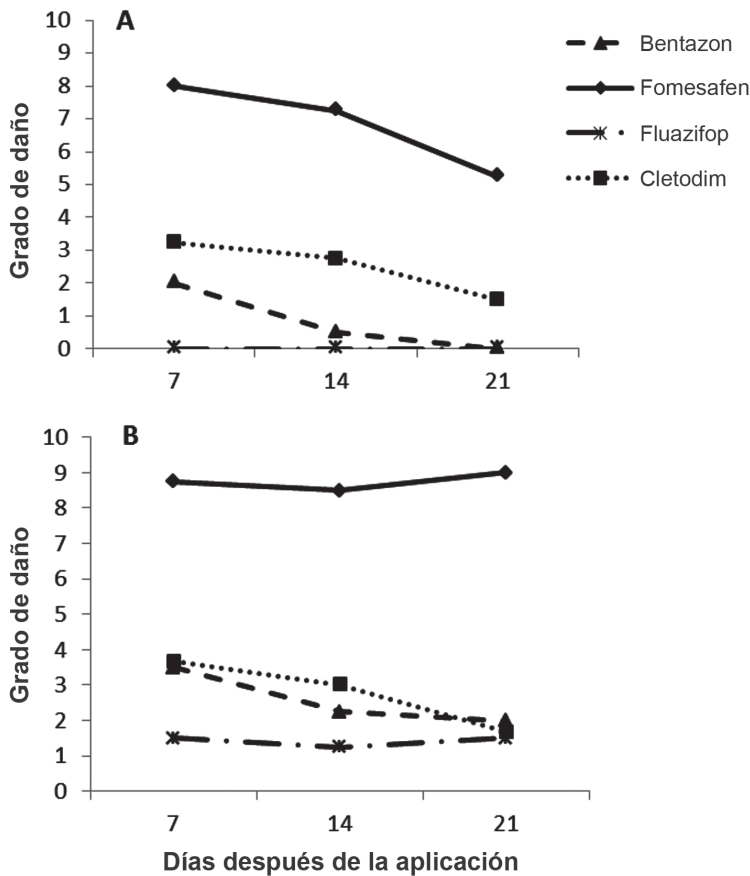 A
10
9
8
7
6
5
4
3
2
1
0
Grado de daño
7 14 21
Bentazon
Fomesafen
Fluazifop
Cletodim
B
10
9
8
7
6
5
4
3
2
1
0
Grado de daño
7 14 21
Días después de la aplicación